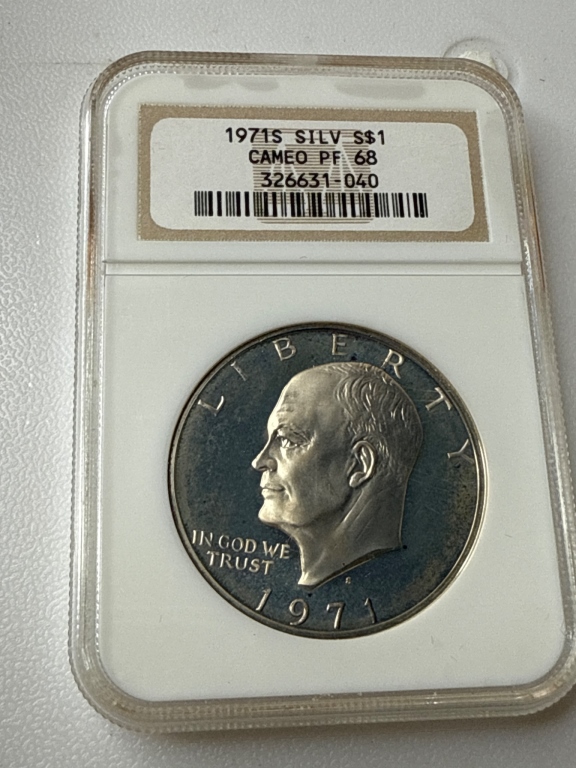 1971S SILV S$1
CAMEO PF 68
326631-040
LIBERTY
IN GOD WE
TRUST
S
1971